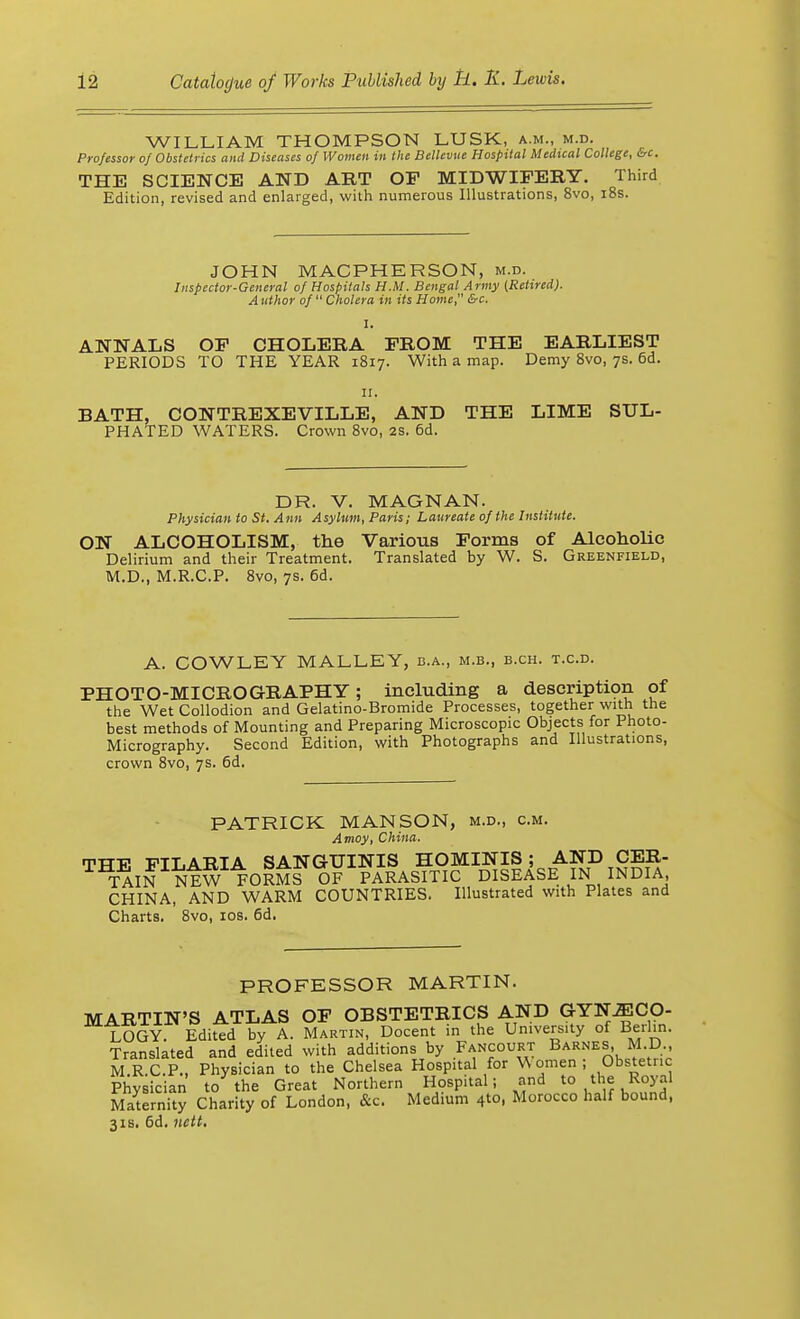 12 Catalogue of Works Published by H. K. Lewis.
WILLIAM THOMPSON LUSK, A.M., M.D.
Professor of Obstetrics and Diseases of Women in the Bellevue Hospital Medical College, &c.
THE SCIENCE AND ART OF MIDWIFERY. Third
Edition, revised and enlarged, with numerous Illustrations, 8vo, 18s.
JOHN MACPHERSON, M.D.
Inspector-General of Hospitals H.M. Bengal Army (Retired).
Author of "Cholera in its Home," &c.
I.
ANNALS OF CHOLERA FROM THE EARLIEST
PERIODS TO THE YEAR 1817. With a map. Demy 8vo, 7s. 6d.
II.
BATH, CONTREXEVILLE, AND THE LIME SUL-
PHATED WATERS. Crown 8vo, 2s. 6d.
DR. V. MAGNAN.
Physician to St. Ann Asylum, Paris; Laureate of the Institute.
ON ALCOHOLISM, the Various Forms of Alcoholic
Delirium and their Treatment. Translated by W. S. GREENFIELD,
M.D., M.R.C.P. 8vo, 7s. 6d.
A. COWLEY MALLEY, B.A., M.B., B.CH. T.C.D.
PHOTO-MICROGRAPHY; including a description of
the Wet Collodion and Gelatino-Bromide Processes, together with the
best methods of Mounting and Preparing Microscopic Objects for Photo-
Micrography. Second Edition, with Photographs and Illustrations,
crown 8vo, 7s. 6d.
PATRICK MANSON, M.D., C.M.
Amoy, China.
THE FILARIA SANGUINIS HOMINIS; AND CER-
TAIN NEW FORMS OF PARASITIC DISEASE IN INDIA,
CHINA, AND WARM COUNTRIES. Illustrated with Plates and
Charts. 8vo, 10s. 6d.
PROFESSOR MARTIN.
MARTIN'S ATLAS OF OBSTETRICS AND GYNÆCO-
LOGY. Edited by A. MARTIN, Docent in the University of Berlin.
Translated and edited with additions by FANCOURT BARNES, M.D.,
M.R.C.P., Physician to the Chelsea Hospital for Women; Obstetric
Physician to the Great Northern Hospital; and to the Royal
Maternity Charity of London, &c. Medium 4to, Morocco half bound,
31s. 6d. nett.